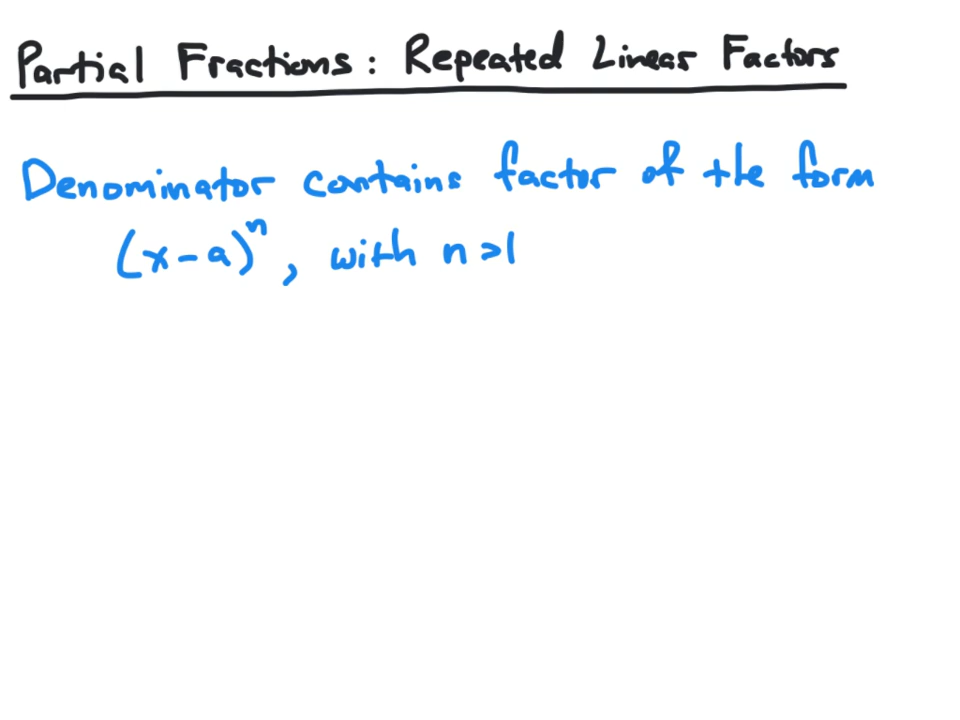 Partial Fractions: Repeated Linear Factors
Denominator contains factor of the form
(x-a)^n, with n>1